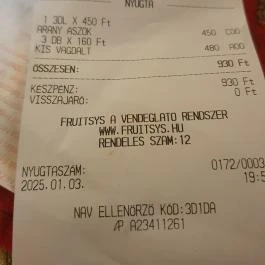 NYUGTA
1 3DL X 450 Ft
ARANY ÁSZOK 450 C00
3 DB X 160 Ft
KIS VAGDALT 480 A00
ÖSSZESEN: 930 Ft
KÉSZPÉNZ: 930 Ft
VISSZAJÁRÓ: 0 Ft
FRUITSYS A VENDÉGLÁTÓ RENDSZER
WWW.FRUITSYS.HU
RENDELÉS SZÁM:12
NYUGTASZÁM: 0172/0003
2025.01.03. 19:5
NAV ELLENŐRZŐ KÓD:3D1DA
AP A23411261